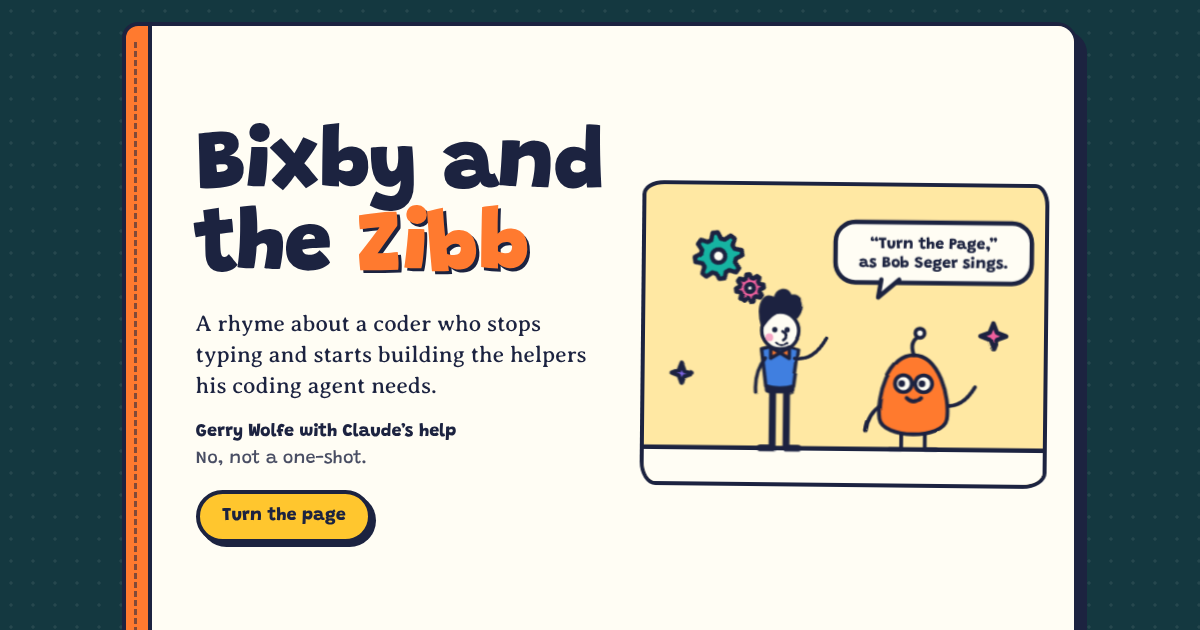 Bixby and
the Zibb
A rhyme about a coder who stops
typing and starts building the helpers
his coding agent needs.
Gerry Wolfe with Claude’s help
No, not a one-shot.
Turn the page
“Turn the Page,”
as Bob Seger sings.